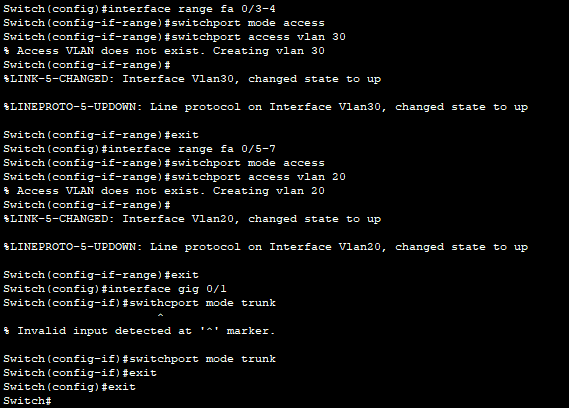 Switch(config)#interface range fa 0/3-4
Switch(config-if-range)#switchport mode access
Switch(config-if-range)#switchport access vlan 30
% Access VLAN does not exist. Creating vlan 30
Switch(config-if-range)#
%LINK-5-CHANGED: Interface Vlan30, changed state to up
%LINEPROTO-5-UPDOWN: Line protocol on Interface Vlan30, changed state to up
Switch(config-if-range)#exit
Switch(config)#interface range fa 0/5-7
Switch(config-if-range)#switchport mode access
Switch(config-if-range)#switchport access vlan 20
% Access VLAN does not exist. Creating vlan 20
Switch(config-if-range)#
%LINK-5-CHANGED: Interface Vlan20, changed state to up
%LINEPROTO-5-UPDOWN: Line protocol on Interface Vlan20, changed state to up
Switch(config-if-range)#exit
Switch(config)#interface gig 0/1
Switch(config-if)#swithcport mode trunk
^
% Invalid input detected at '^' marker.
Switch(config-if)#switchport mode trunk
Switch(config-if)#exit
Switch(config)#exit
Switch#